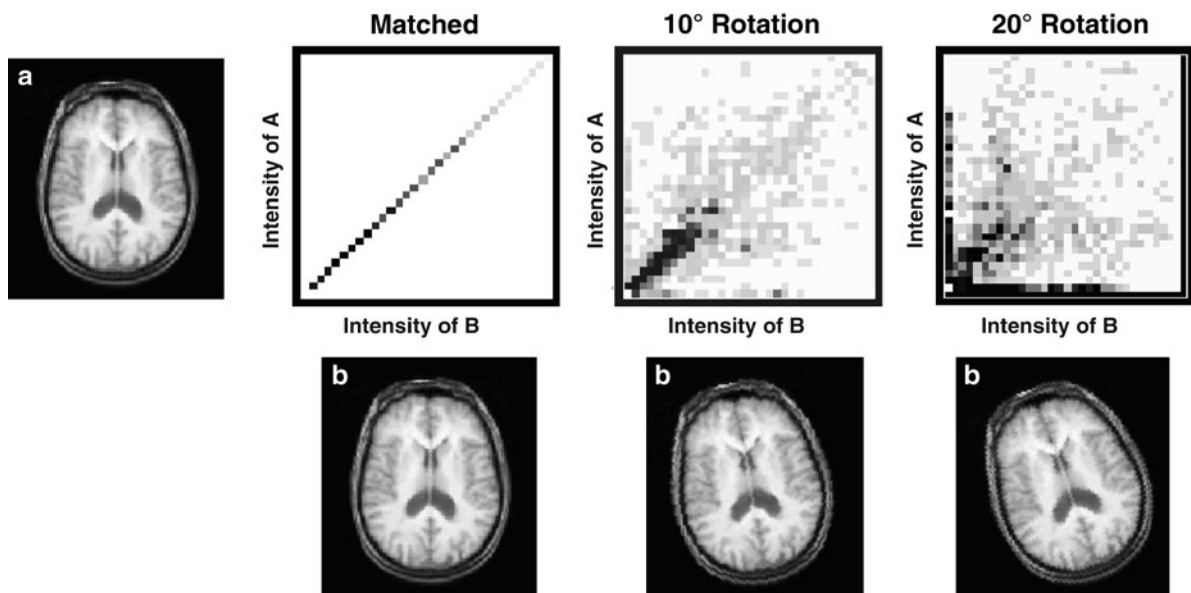 Matched
10° Rotation
20° Rotation
a
Intensity of A
Intensity of A
Intensity of A
Intensity of B
Intensity of B
Intensity of B
b
b
b